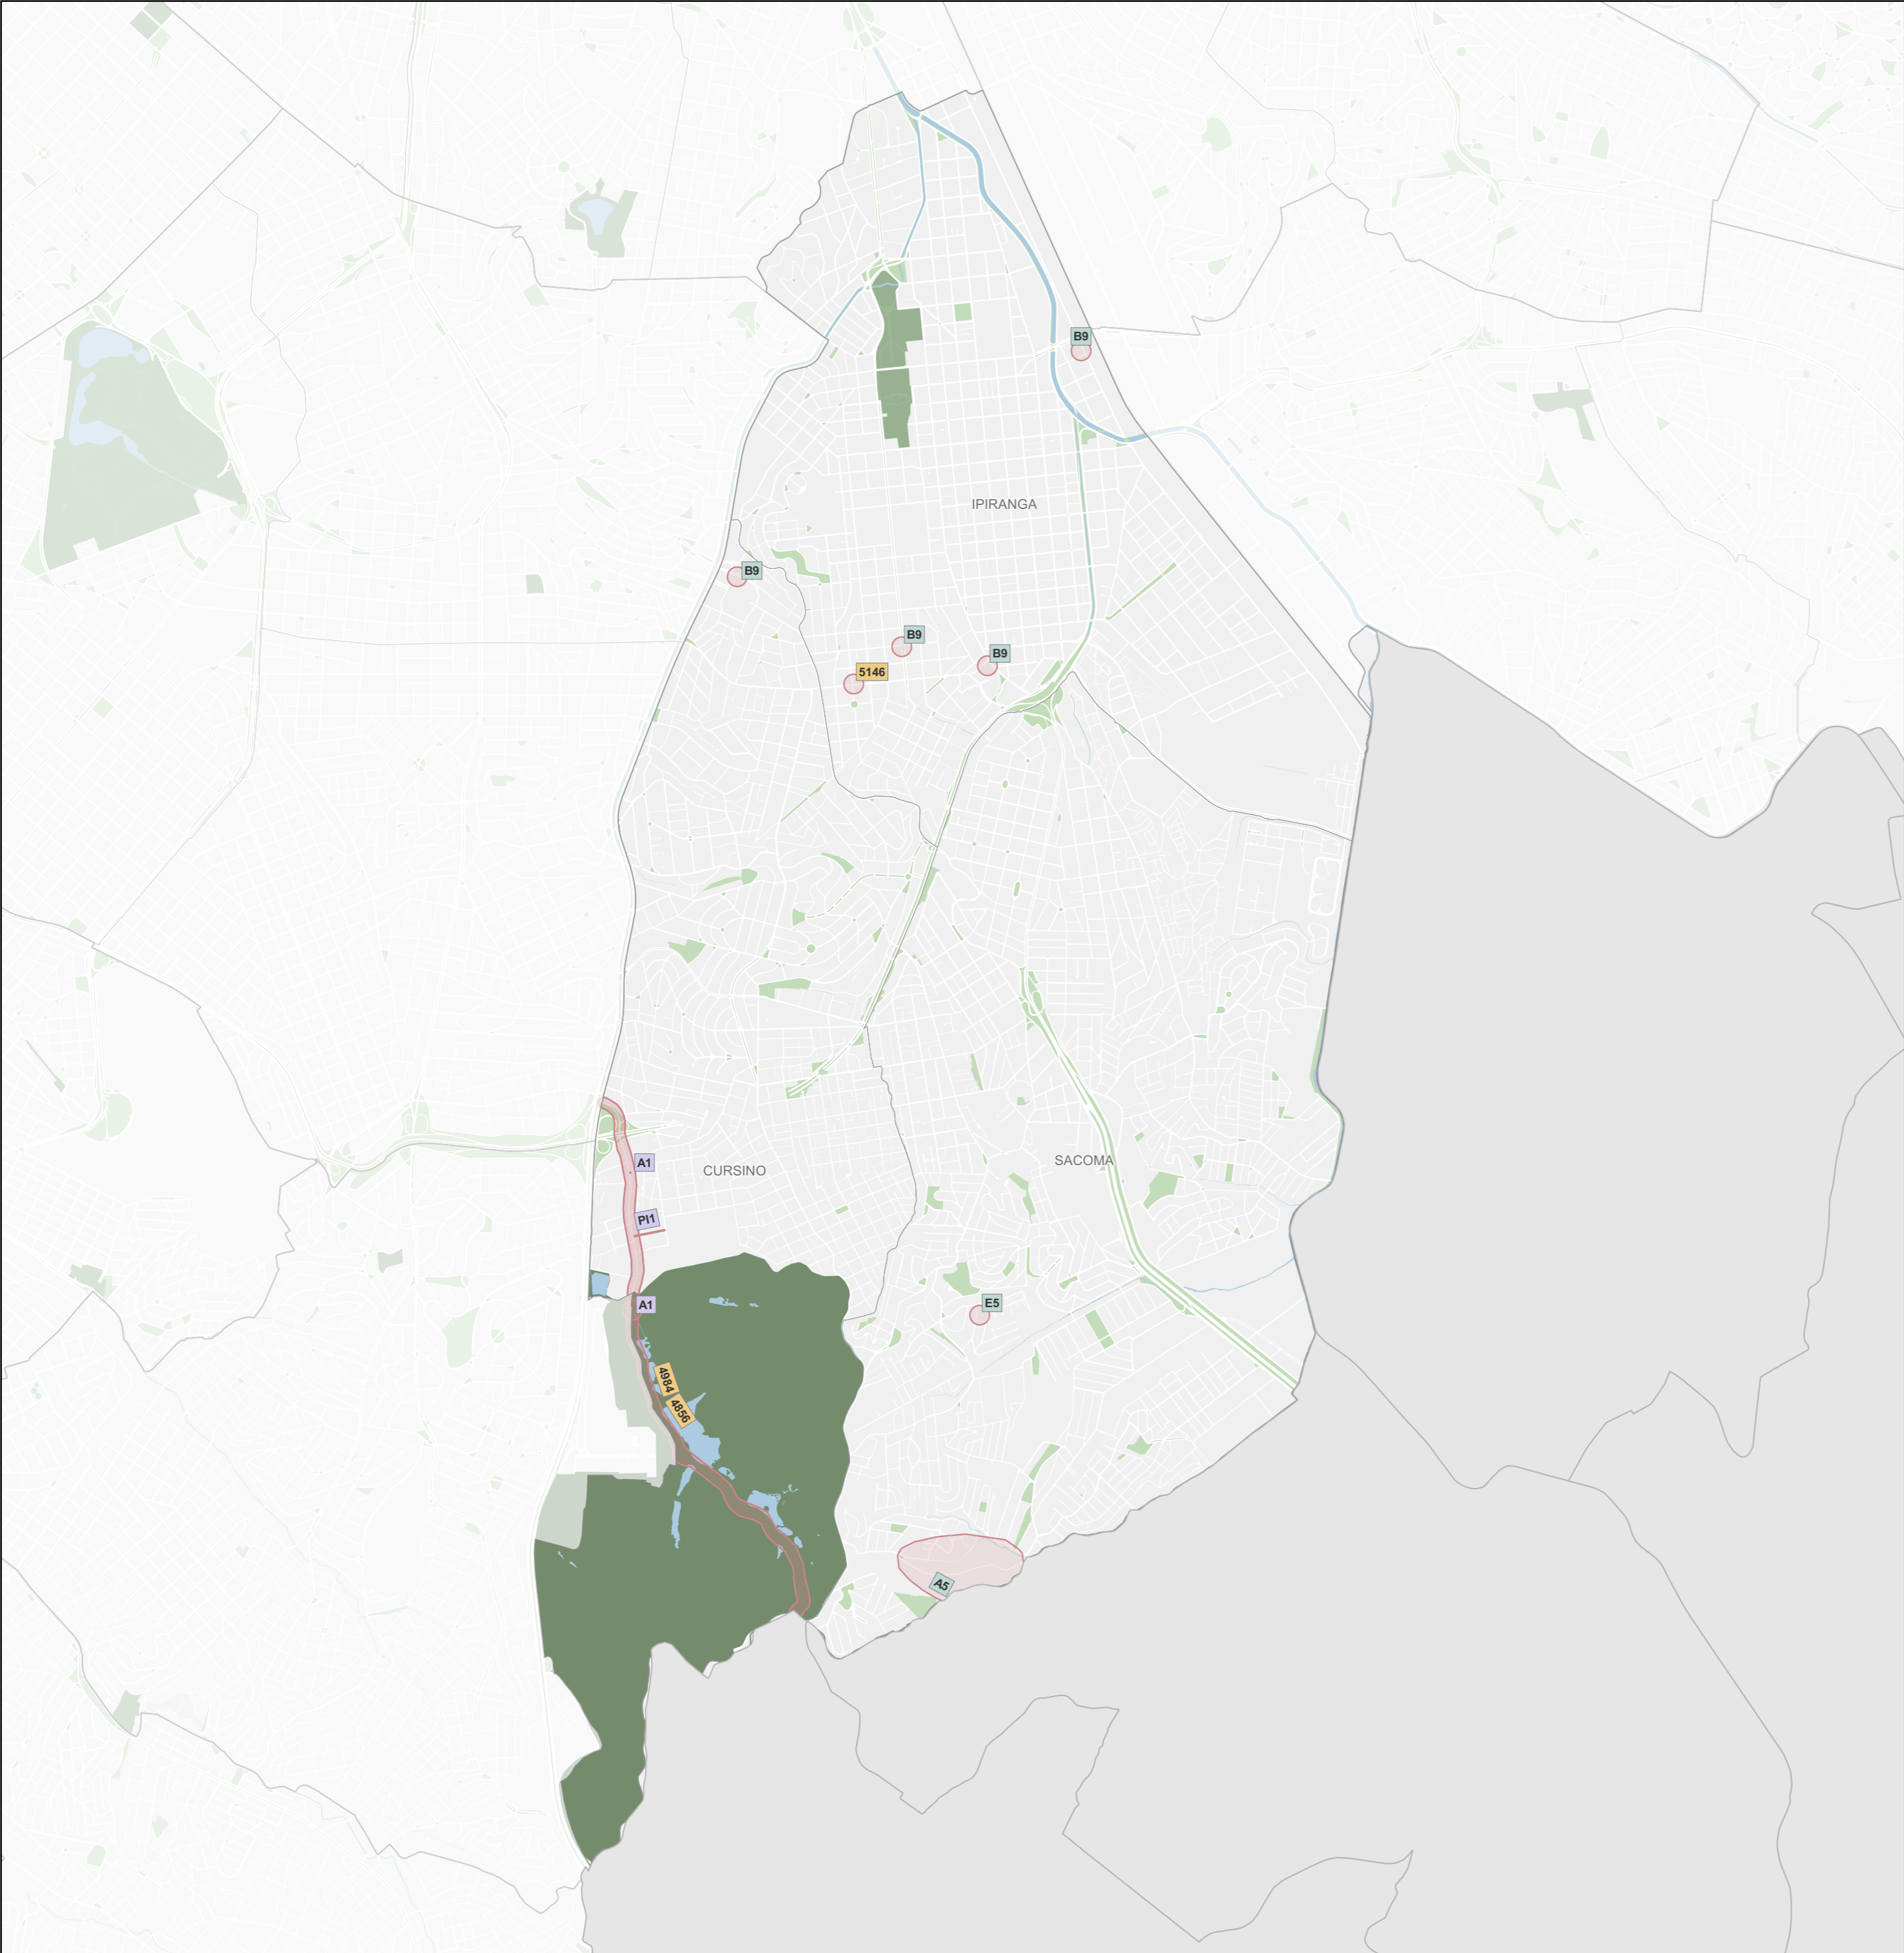 B9
IPIRANGA
B9
B9
B9
5146
A1
CURSINO
SACOMA
PI1
E5
A1
4984
4856
A5